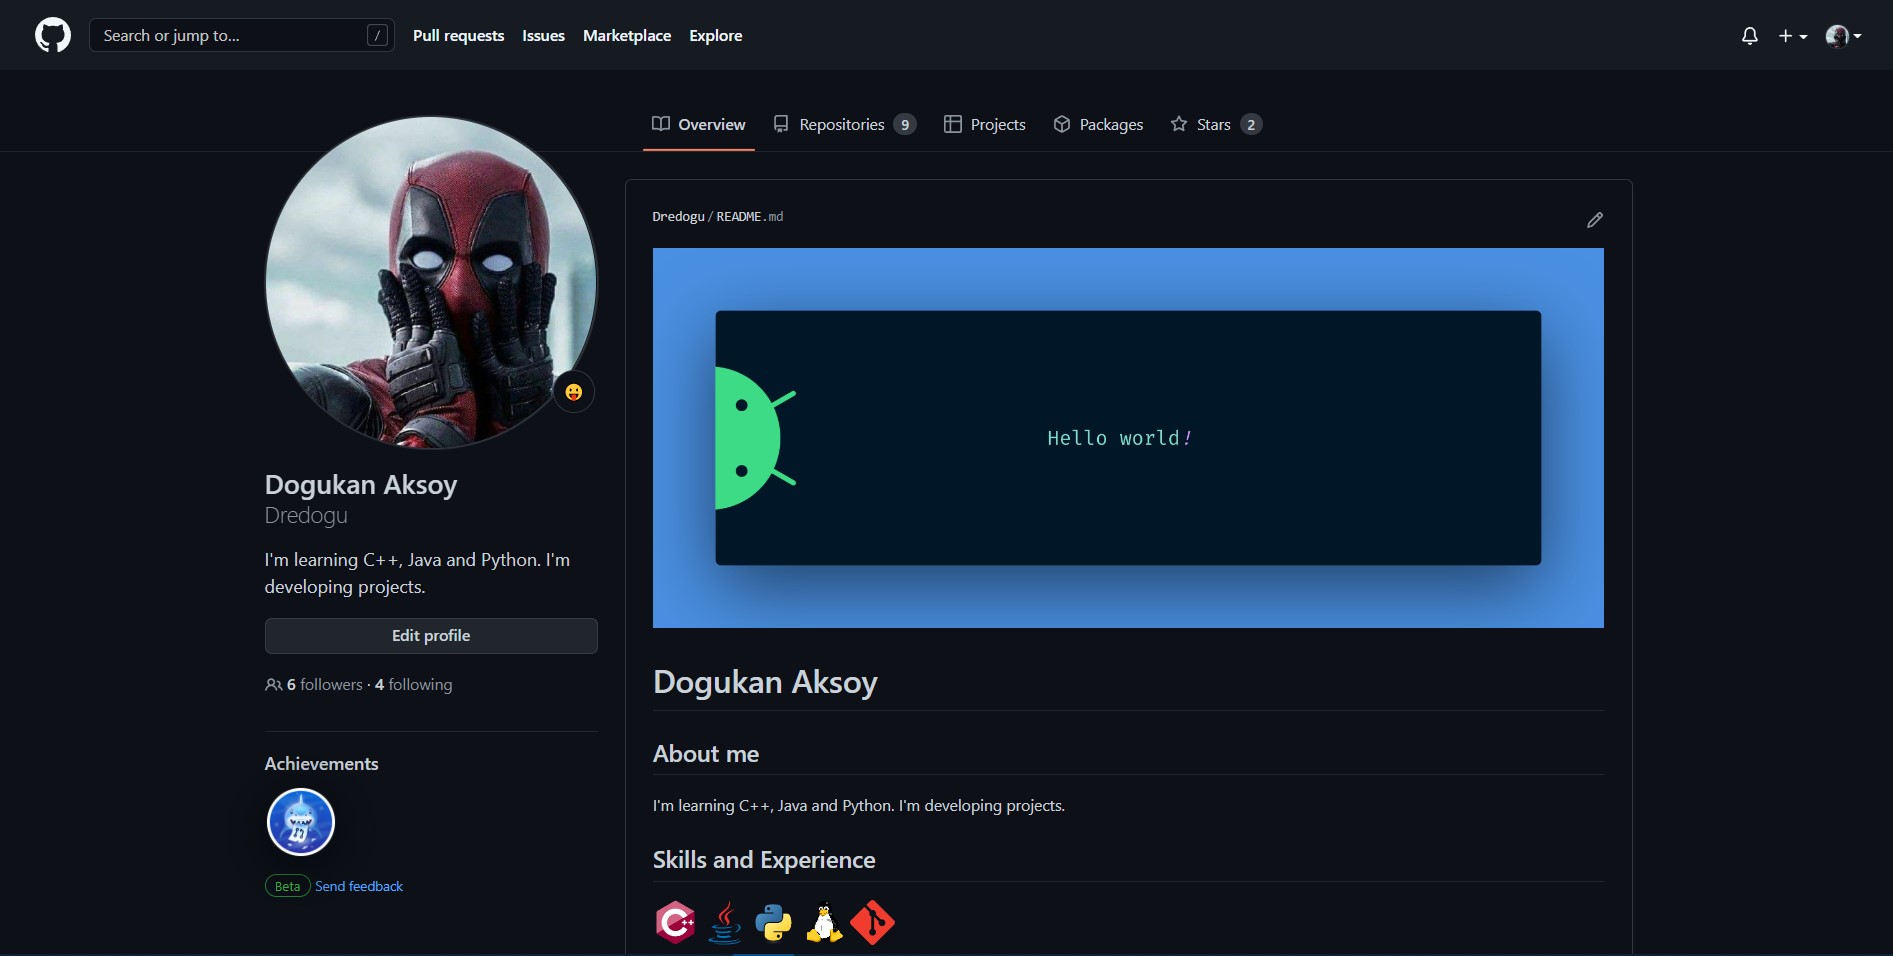 Search or jump to...
/
Pull requests
Issues
Marketplace
Explore
Overview
Repositories 9
Projects
Packages
Stars 2
Dredogu/README.md
Hello world!
Dogukan Aksoy
Dredogu
I'm learning C++, Java and Python. I'm
developing projects.
Edit profile
6 followers · 4 following
Achievements
Beta Send feedback
Dogukan Aksoy
About me
I'm learning C++, Java and Python. I'm developing projects.
Skills and Experience
C++